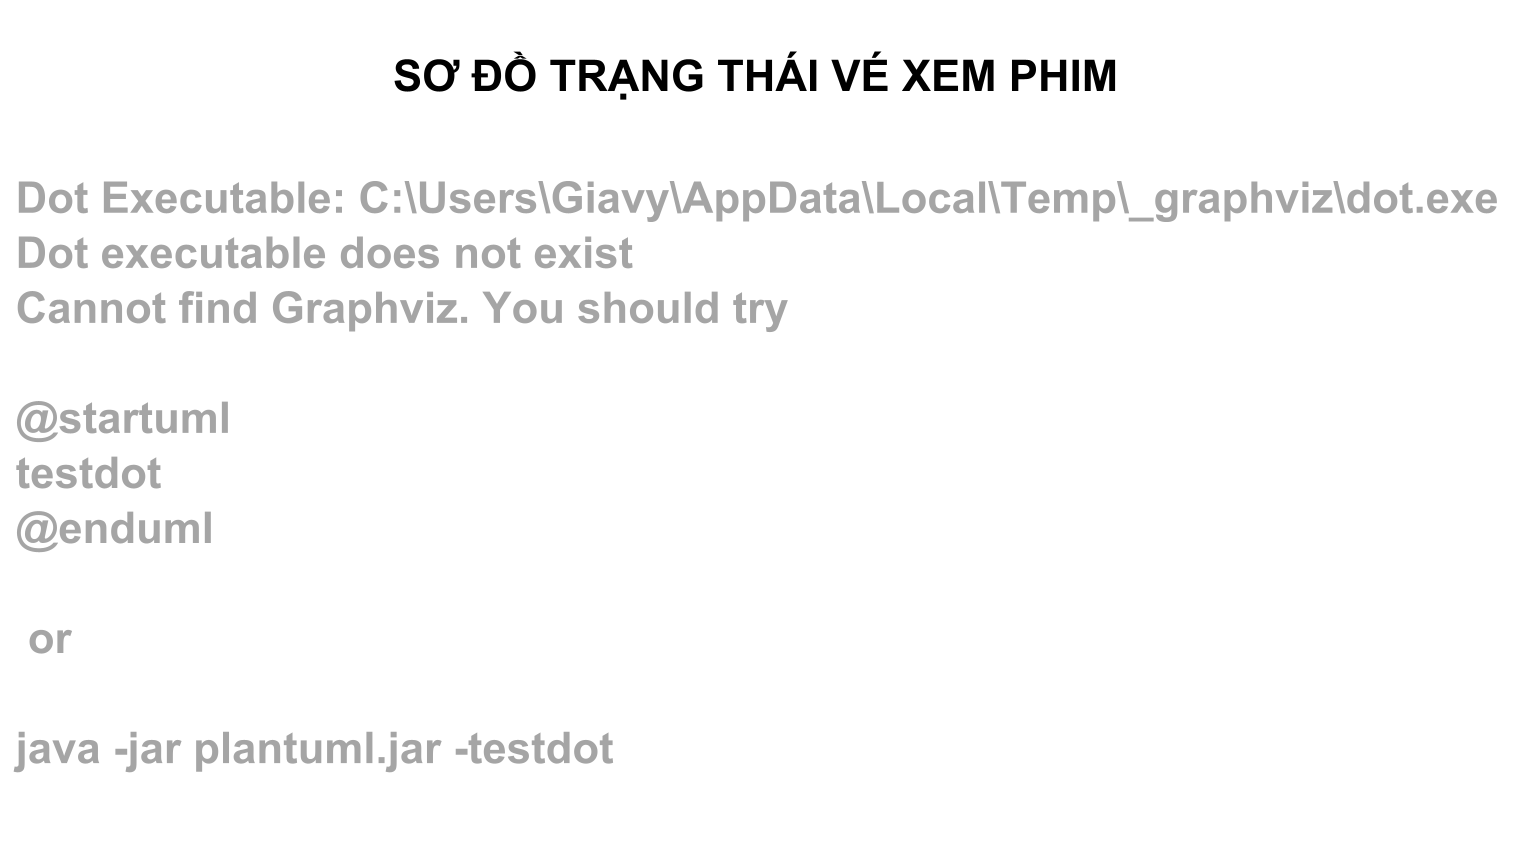 SƠ ĐỒ TRẠNG THÁI VÉ XEM PHIM
Dot Executable: C:\Users\Giavy\AppData\Local\Temp\_graphviz\dot.exe
Dot executable does not exist
Cannot find Graphviz. You should try
@startuml
testdot
@enduml
or
java -jar plantuml.jar -testdot